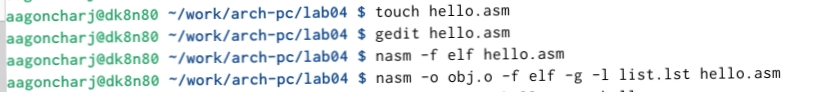 aagoncharj@dk8n80 ~/work/arch-pc/lab04 $ touch hello.asm
aagoncharj@dk8n80 ~/work/arch-pc/lab04 $ gedit hello.asm
aagoncharj@dk8n80 ~/work/arch-pc/lab04 $ nasm -f elf hello.asm
aagoncharj@dk8n80 ~/work/arch-pc/lab04 $ nasm -o obj.o -f elf -g -l list.lst hello.asm